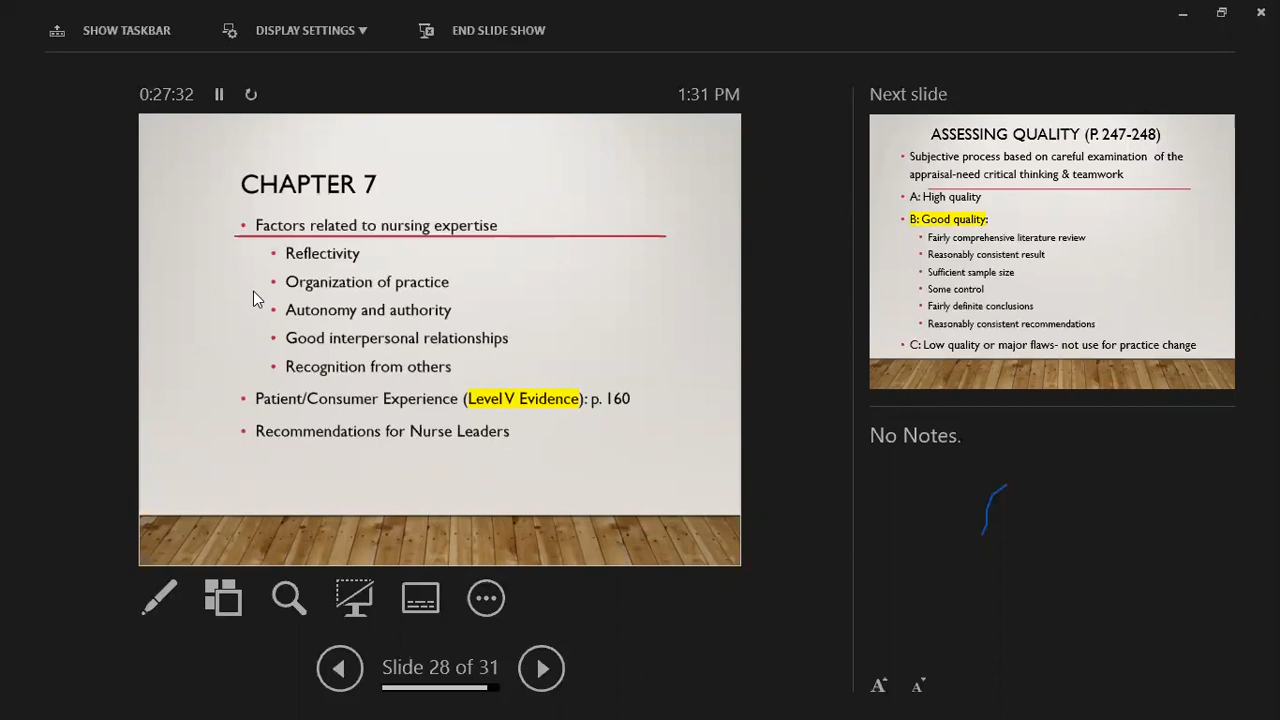 SHOW TASKBAR
DISPLAY SETTINGS ▼
END SLIDE SHOW
0:27:32
1:31 PM
CHAPTER 7
• Factors related to nursing expertise
• Reflectivity
• Organization of practice
• Autonomy and authority
• Good interpersonal relationships
• Recognition from others
• Patient/Consumer Experience (Level V Evidence): p. 160
• Recommendations for Nurse Leaders
Slide 28 of 31
Next slide
ASSESSING QUALITY (P. 247-248)
• Subjective process based on careful examination of the
appraisal-need critical thinking & teamwork
• A: High quality
• B: Good quality:
• Fairly comprehensive literature review
• Reasonably consistent result
• Sufficient sample size
• Some control
• Fairly definite conclusions
• Reasonably consistent recommendations
• C: Low quality or major flaws- not use for practice change
No Notes.
A A